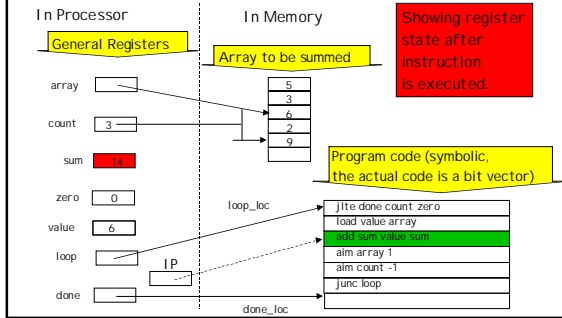 In Processor
In Memory
Showing register
state after
instruction
is executed.
General Registers
Array to be summed
array
count
3
sum
14
zero
0
value
6
loop
IP
done
5
3
6
2
9
Program code (symbolic,
the actual code is a bit vector)
loop_loc
jlte done count zero
load value array
add sum value sum
aim array 1
aim count -1
junc loop
done_loc